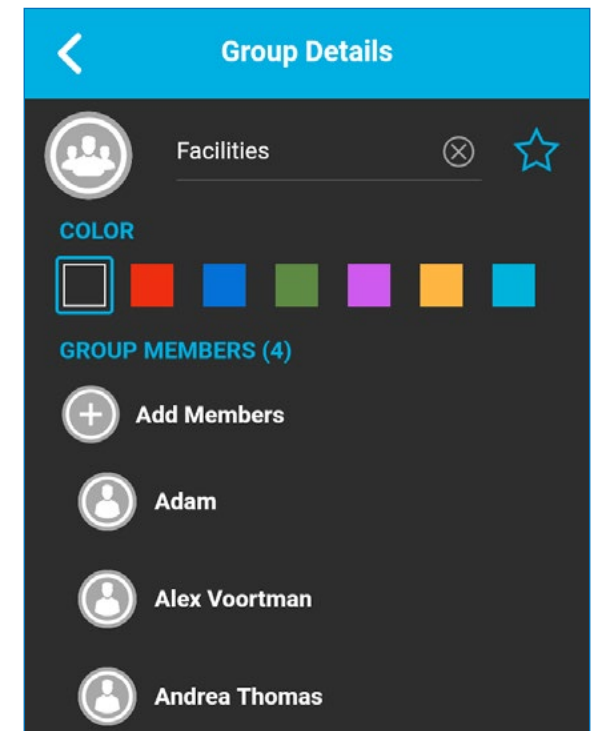 Group Details
Facilities
COLOR
GROUP MEMBERS (4)
Add Members
Adam
Alex Voortman
Andrea Thomas